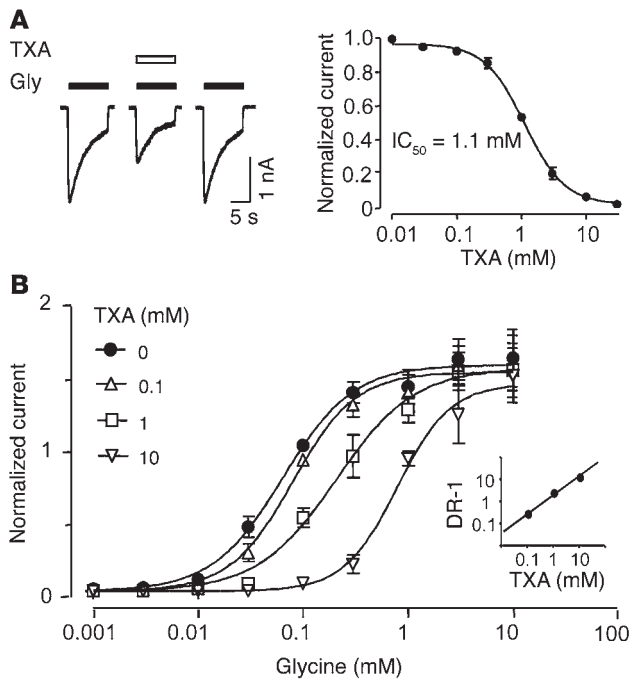 A
TXA
Gly
1 nA
5 s
Normalized current
1.0
0.8
0.6
0.4
0.2
0
IC50 = 1.1 mM
0.01 0.1 1 10
TXA (mM)
B
Normalized current
2
1
0
TXA (mM)
0
0.1
1
10
DR-1
10
1
0.1
0.1 1 10
TXA (mM)
0.001 0.01 0.1 1 10 100
Glycine (mM)